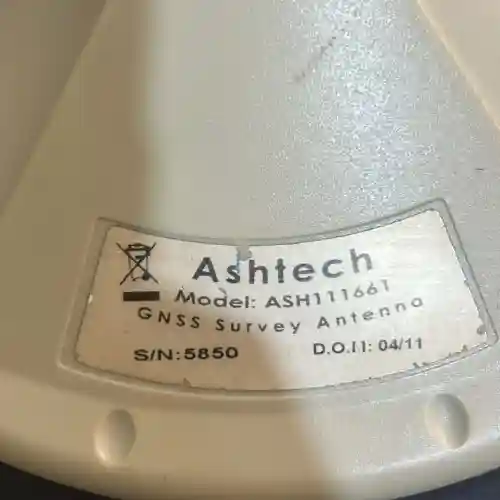 Ashtech
Model: ASH111661
GNSS Survey Antenna
S/N:5850 D.O.M: 04/11